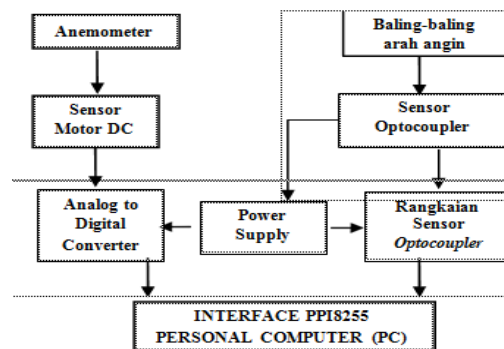 Anemometer
Baling-baling
arah angin
Sensor
Motor DC
Sensor
Optocoupler
Analog to
Digital
Converter
Power
Supply
Rangkaian
Sensor
Optocoupler
INTERFACE PPI8255
PERSONAL COMPUTER (PC)